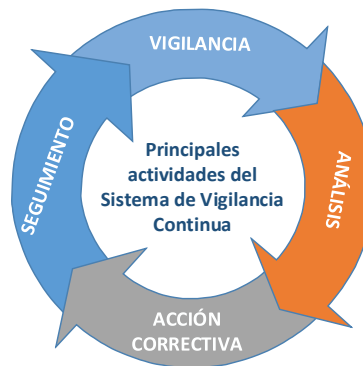 VIGILANCIA
ANÁLISIS
ACCIÓN
CORRECTIVA
SEGUIMIENTO
Principales
actividades del
Sistema de Vigilancia
Continua